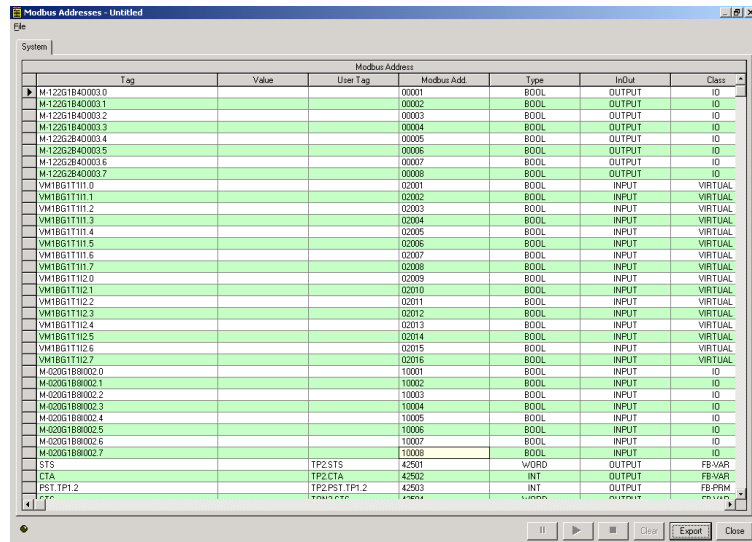 Modbus Addresses - Untitled
File
System
Modbus Address
Tag Value User Tag Modbus Add. Type InOut Class
M-122G1B4O003.0 00001 BOOL OUTPUT IO
M-122G1B4O003.1 00002 BOOL OUTPUT IO
M-122G1B4O003.2 00003 BOOL OUTPUT IO
M-122G1B4O003.3 00004 BOOL OUTPUT IO
M-122G2B4O003.4 00005 BOOL OUTPUT IO
M-122G2B4O003.5 00006 BOOL OUTPUT IO
M-122G2B4O003.6 00007 BOOL OUTPUT IO
M-122G2B4O003.7 00008 BOOL OUTPUT IO
VM1BG1T1I1.0 02001 BOOL INPUT VIRTUAL
VM1BG1T1I1.1 02002 BOOL INPUT VIRTUAL
VM1BG1T1I1.2 02003 BOOL INPUT VIRTUAL
VM1BG1T1I1.3 02004 BOOL INPUT VIRTUAL
VM1BG1T1I1.4 02005 BOOL INPUT VIRTUAL
VM1BG1T1I1.5 02006 BOOL INPUT VIRTUAL
VM1BG1T1I1.6 02007 BOOL INPUT VIRTUAL
VM1BG1T1I1.7 02008 BOOL INPUT VIRTUAL
VM1BG1T1I2.0 02009 BOOL INPUT VIRTUAL
VM1BG1T1I2.1 02010 BOOL INPUT VIRTUAL
VM1BG1T1I2.2 02011 BOOL INPUT VIRTUAL
VM1BG1T1I2.3 02012 BOOL INPUT VIRTUAL
VM1BG1T1I2.4 02013 BOOL INPUT VIRTUAL
VM1BG1T1I2.5 02014 BOOL INPUT VIRTUAL
VM1BG1T1I2.6 02015 BOOL INPUT VIRTUAL
VM1BG1T1I2.7 02016 BOOL INPUT VIRTUAL
M-020G1B8I002.0 10001 BOOL INPUT IO
M-020G1B8I002.1 10002 BOOL INPUT IO
M-020G1B8I002.2 10003 BOOL INPUT IO
M-020G1B8I002.3 10004 BOOL INPUT IO
M-020G1B8I002.4 10005 BOOL INPUT IO
M-020G1B8I002.5 10006 BOOL INPUT IO
M-020G1B8I002.6 10007 BOOL INPUT IO
M-020G1B8I002.7 10008 BOOL INPUT IO
STS TP2.STS 42501 WORD OUTPUT FB-VAR
CTA TP2.CTA 42502 INT OUTPUT FB-VAR
PST.TP1.2 TP2.PST.TP1.2 42503 INT OUTPUT FB-PRM
Clear Export Close